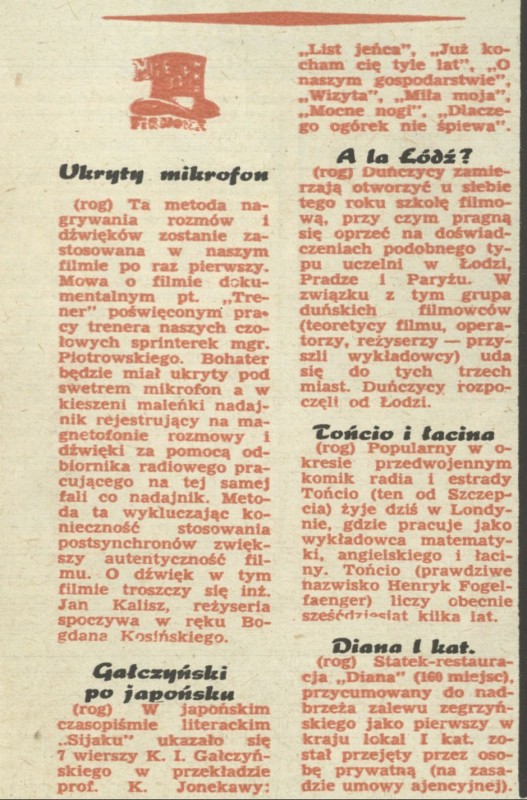 Ukryty mikrofon
(rog) Ta metoda na-
grywania rozmów i
dźwięków zostanie za-
stosowana w naszym
filmie po raz pierwszy.
Mowa o filmie doku-
mentalnym pt. „Tre-
ner” poświęconym pra-
cy trenera naszych czo-
łowych sprinterek mgr.
Piotrowskiego. Bohater
będzie miał ukryty pod
swetrem mikrofon a w
kieszeni maleńki nadaj-
nik rejestrujący na ma-
gnetofonie rozmowy i
dźwięki za pomocą od-
biornika radiowego pra-
cującego na tej samej
fali co nadajnik. Meto-
da ta wykluczając ko-
nieczność stosowania
postsynchronów zwięk-
szy autentyczność fil-
mu. O dźwięk w tym
filmie troszczy się inż.
Jan Kalisz, reżyseria
spoczywa w ręku Bo-
gdana Kosińskiego.
Gałczyński
po japońsku
(rog) W japońskim
czasopiśmie literackim
„Sijaku” ukazało się
7 wierszy K. I. Gałczyń-
skiego w przekładzie
prof. K. Jonekawy:
„List jeńca”, „Już ko-
cham cię tyle lat”, „O
naszym gospodarstwie”,
„Wizyta”, „Miła moja”,
„Mocne nogi”, „Dlacze-
go ogórek nie śpiewa”.
A la Łódź?
(rog) Duńczycy zamie-
rzają otworzyć u siebie
tego roku szkołę filmo-
wą, przy czym pragną
się oprzeć na doświad-
czeniach podobnego ty-
pu uczelni w Łodzi,
Pradze i Paryżu. W
związku z tym grupa
duńskich filmowców
(teoretycy filmu, opera-
torzy, reżyserzy — przy-
szli wykładowcy) uda
się do tych trzech
miast. Duńczycy rozpo-
częli od Łodzi.
Tońcio i łacina
(rog) Popularny w o-
kresie przedwojennym
komik radia i estrady
Tońcio (ten od Szczep-
cia) żyje dziś w Londy-
nie, gdzie pracuje jako
wykładowca matematy-
ki, angielskiego i łaci-
ny. Tońcio (prawdziwe
nazwisko Henryk Fogel-
faenger) liczy obecnie
sześćdziesiąt kilka lat.
Diana I kat.
(rog) Statek-restaura-
cja „Diana” (160 miejsc),
przycumowany do nad-
brzeża zalewu zegrzyń-
skiego jako pierwszy w
kraju lokal I kat. zo-
stał przejęty przez oso-
bę prywatną (na zasa-
dzie umowy ajencyjnej).